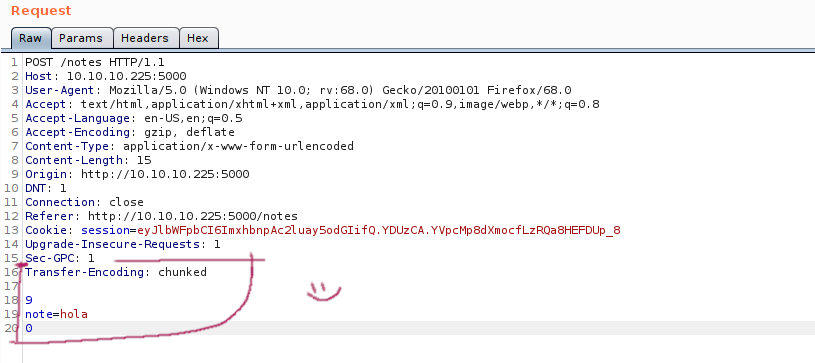 Request
Raw Params Headers Hex
1 POST /notes HTTP/1.1
2 Host: 10.10.10.225:5000
3 User-Agent: Mozilla/5.0 (Windows NT 10.0; rv:68.0) Gecko/20100101 Firefox/68.0
4 Accept: text/html,application/xhtml+xml,application/xml;q=0.9,image/webp,*/*;q=0.8
5 Accept-Language: en-US,en;q=0.5
6 Accept-Encoding: gzip, deflate
7 Content-Type: application/x-www-form-urlencoded
8 Content-Length: 15
9 Origin: http://10.10.10.225:5000
10 DNT: 1
11 Connection: close
12 Referer: http://10.10.10.225:5000/notes
13 Cookie: session=eyJlbWFpbCI6ImxhbnpAc2luay5odGIifQ.YDUzCA.YVpcMp8dXmocfLzRQa8HEFDUp_8
14 Upgrade-Insecure-Requests: 1
15 Sec-GPC: 1
16 Transfer-Encoding: chunked
17
18 9
19 note=hola
20 0